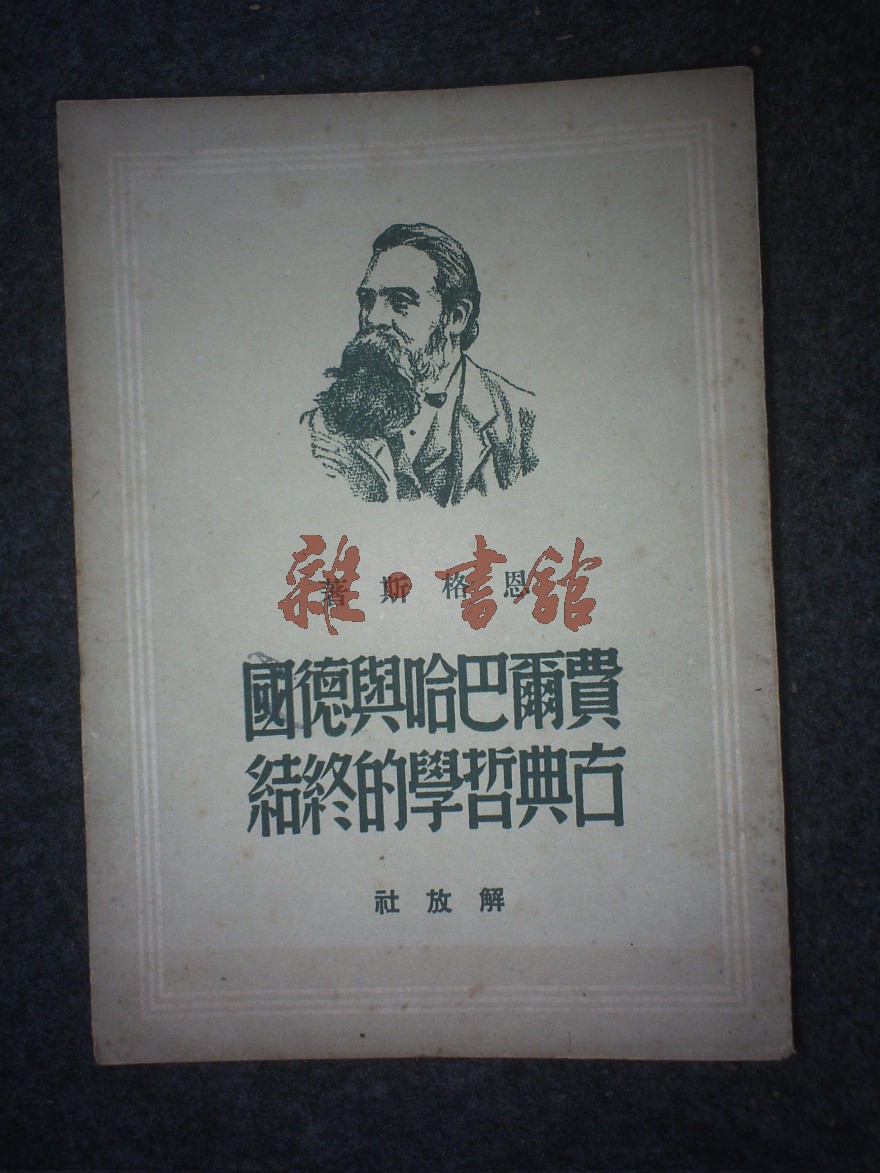 雜·書館
恩格斯著
費爾巴哈與德國
古典哲學的終結
解放社